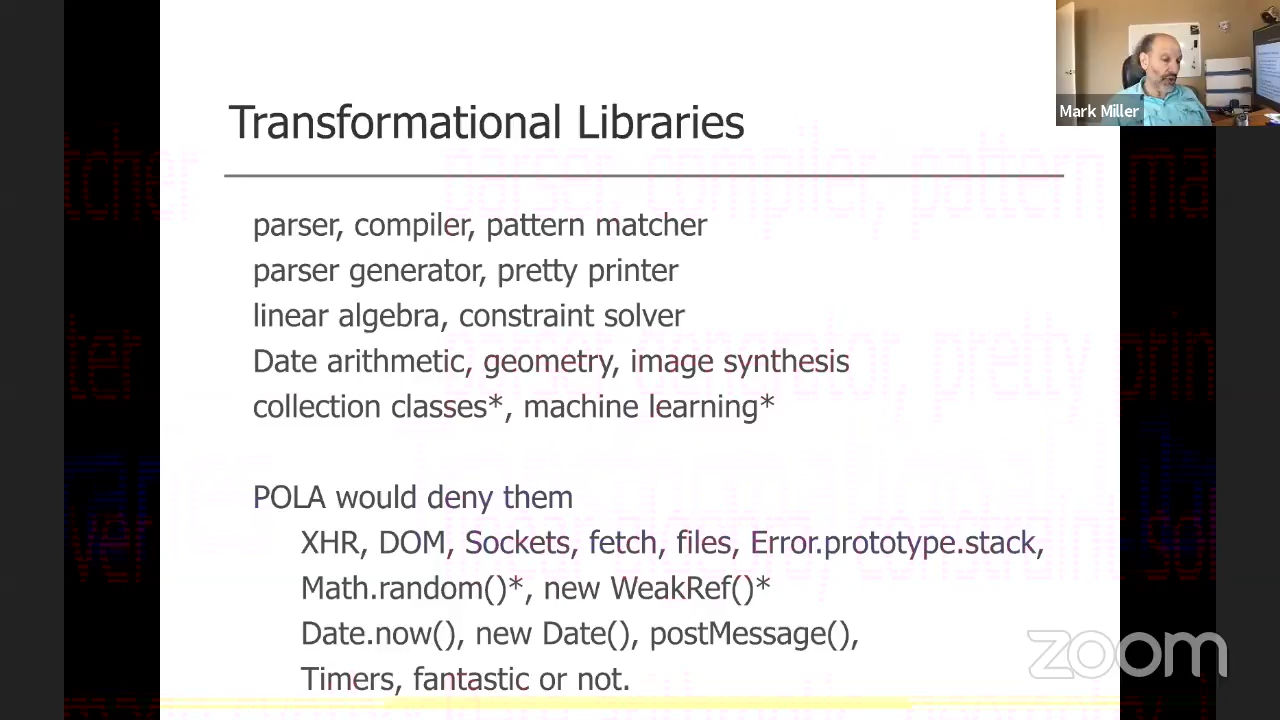 Transformational Libraries
Mark Miller
parser, compiler, pattern matcher
parser generator, pretty printer
linear algebra, constraint solver
Date arithmetic, geometry, image synthesis
collection classes*, machine learning*
POLA would deny them
XHR, DOM, Sockets, fetch, files, Error.prototype.stack,
Math.random()*, new WeakRef()*
Date.now(), new Date(), postMessage(),
Timers, fantastic or not.
zoom